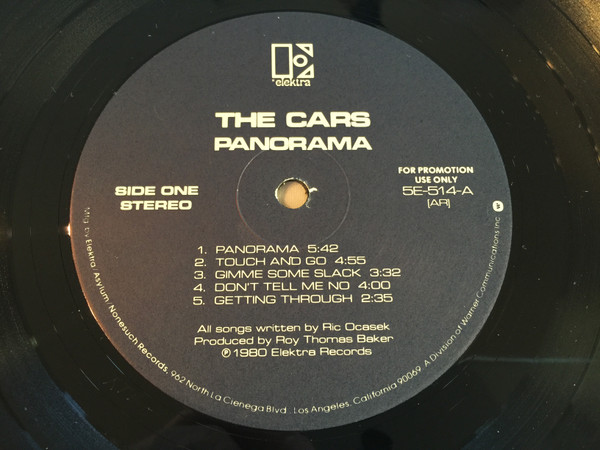 elektra
THE CARS
PANORAMA
FOR PROMOTION
USE ONLY
5E-514-A
[AR]
SIDE ONE
STEREO
1. PANORAMA 5:42
2. TOUCH AND GO 4:55
3. GIMME SOME SLACK 3:32
4. DON'T TELL ME NO 4:00
5. GETTING THROUGH 2:35
All songs written by Ric Ocasek
Produced by Roy Thomas Baker
℗1980 Elektra Records
Mfg. by Elektra/Asylum/Nonesuch Records, 962 North La Cienega Blvd., Los Angeles, California 90069. A Division of Warner Communications Inc.